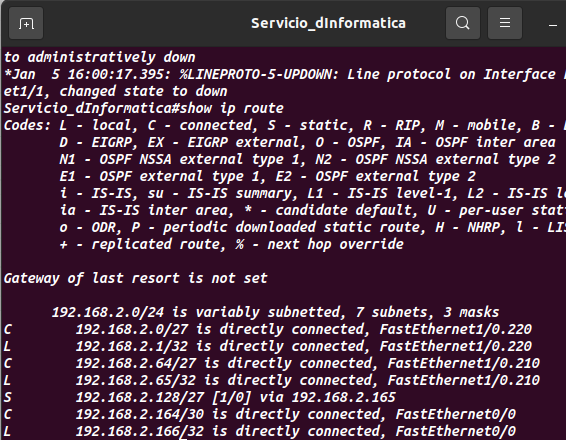 Servicio_dInformatica
to administratively down
*Jan  5 16:00:17.395: %LINEPROTO-5-UPDOWN: Line protocol on Interface
et1/1, changed state to down
Servicio_dInformatica#show ip route
Codes: L - local, C - connected, S - static, R - RIP, M - mobile, B -
       D - EIGRP, EX - EIGRP external, O - OSPF, IA - OSPF inter area
       N1 - OSPF NSSA external type 1, N2 - OSPF NSSA external type 2
       E1 - OSPF external type 1, E2 - OSPF external type 2
       i - IS-IS, su - IS-IS summary, L1 - IS-IS level-1, L2 - IS-IS
       ia - IS-IS inter area, * - candidate default, U - per-user
       o - ODR, P - periodic downloaded static route, H - NHRP, l -
       + - replicated route, % - next hop override
Gateway of last resort is not set
      192.168.2.0/24 is variably subnetted, 7 subnets, 3 masks
C        192.168.2.0/27 is directly connected, FastEthernet1/0.220
L        192.168.2.1/32 is directly connected, FastEthernet1/0.220
C        192.168.2.64/27 is directly connected, FastEthernet1/0.210
L        192.168.2.65/32 is directly connected, FastEthernet1/0.210
S        192.168.2.128/27 [1/0] via 192.168.2.165
C        192.168.2.164/30 is directly connected, FastEthernet0/0
L        192.168.2.166/32 is directly connected, FastEthernet0/0